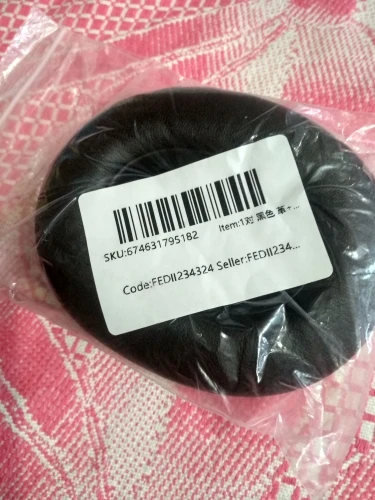 SKU:674631795182 Item:1对 黑色 革+...
Code:FEDII234324 Seller:FEDII234...